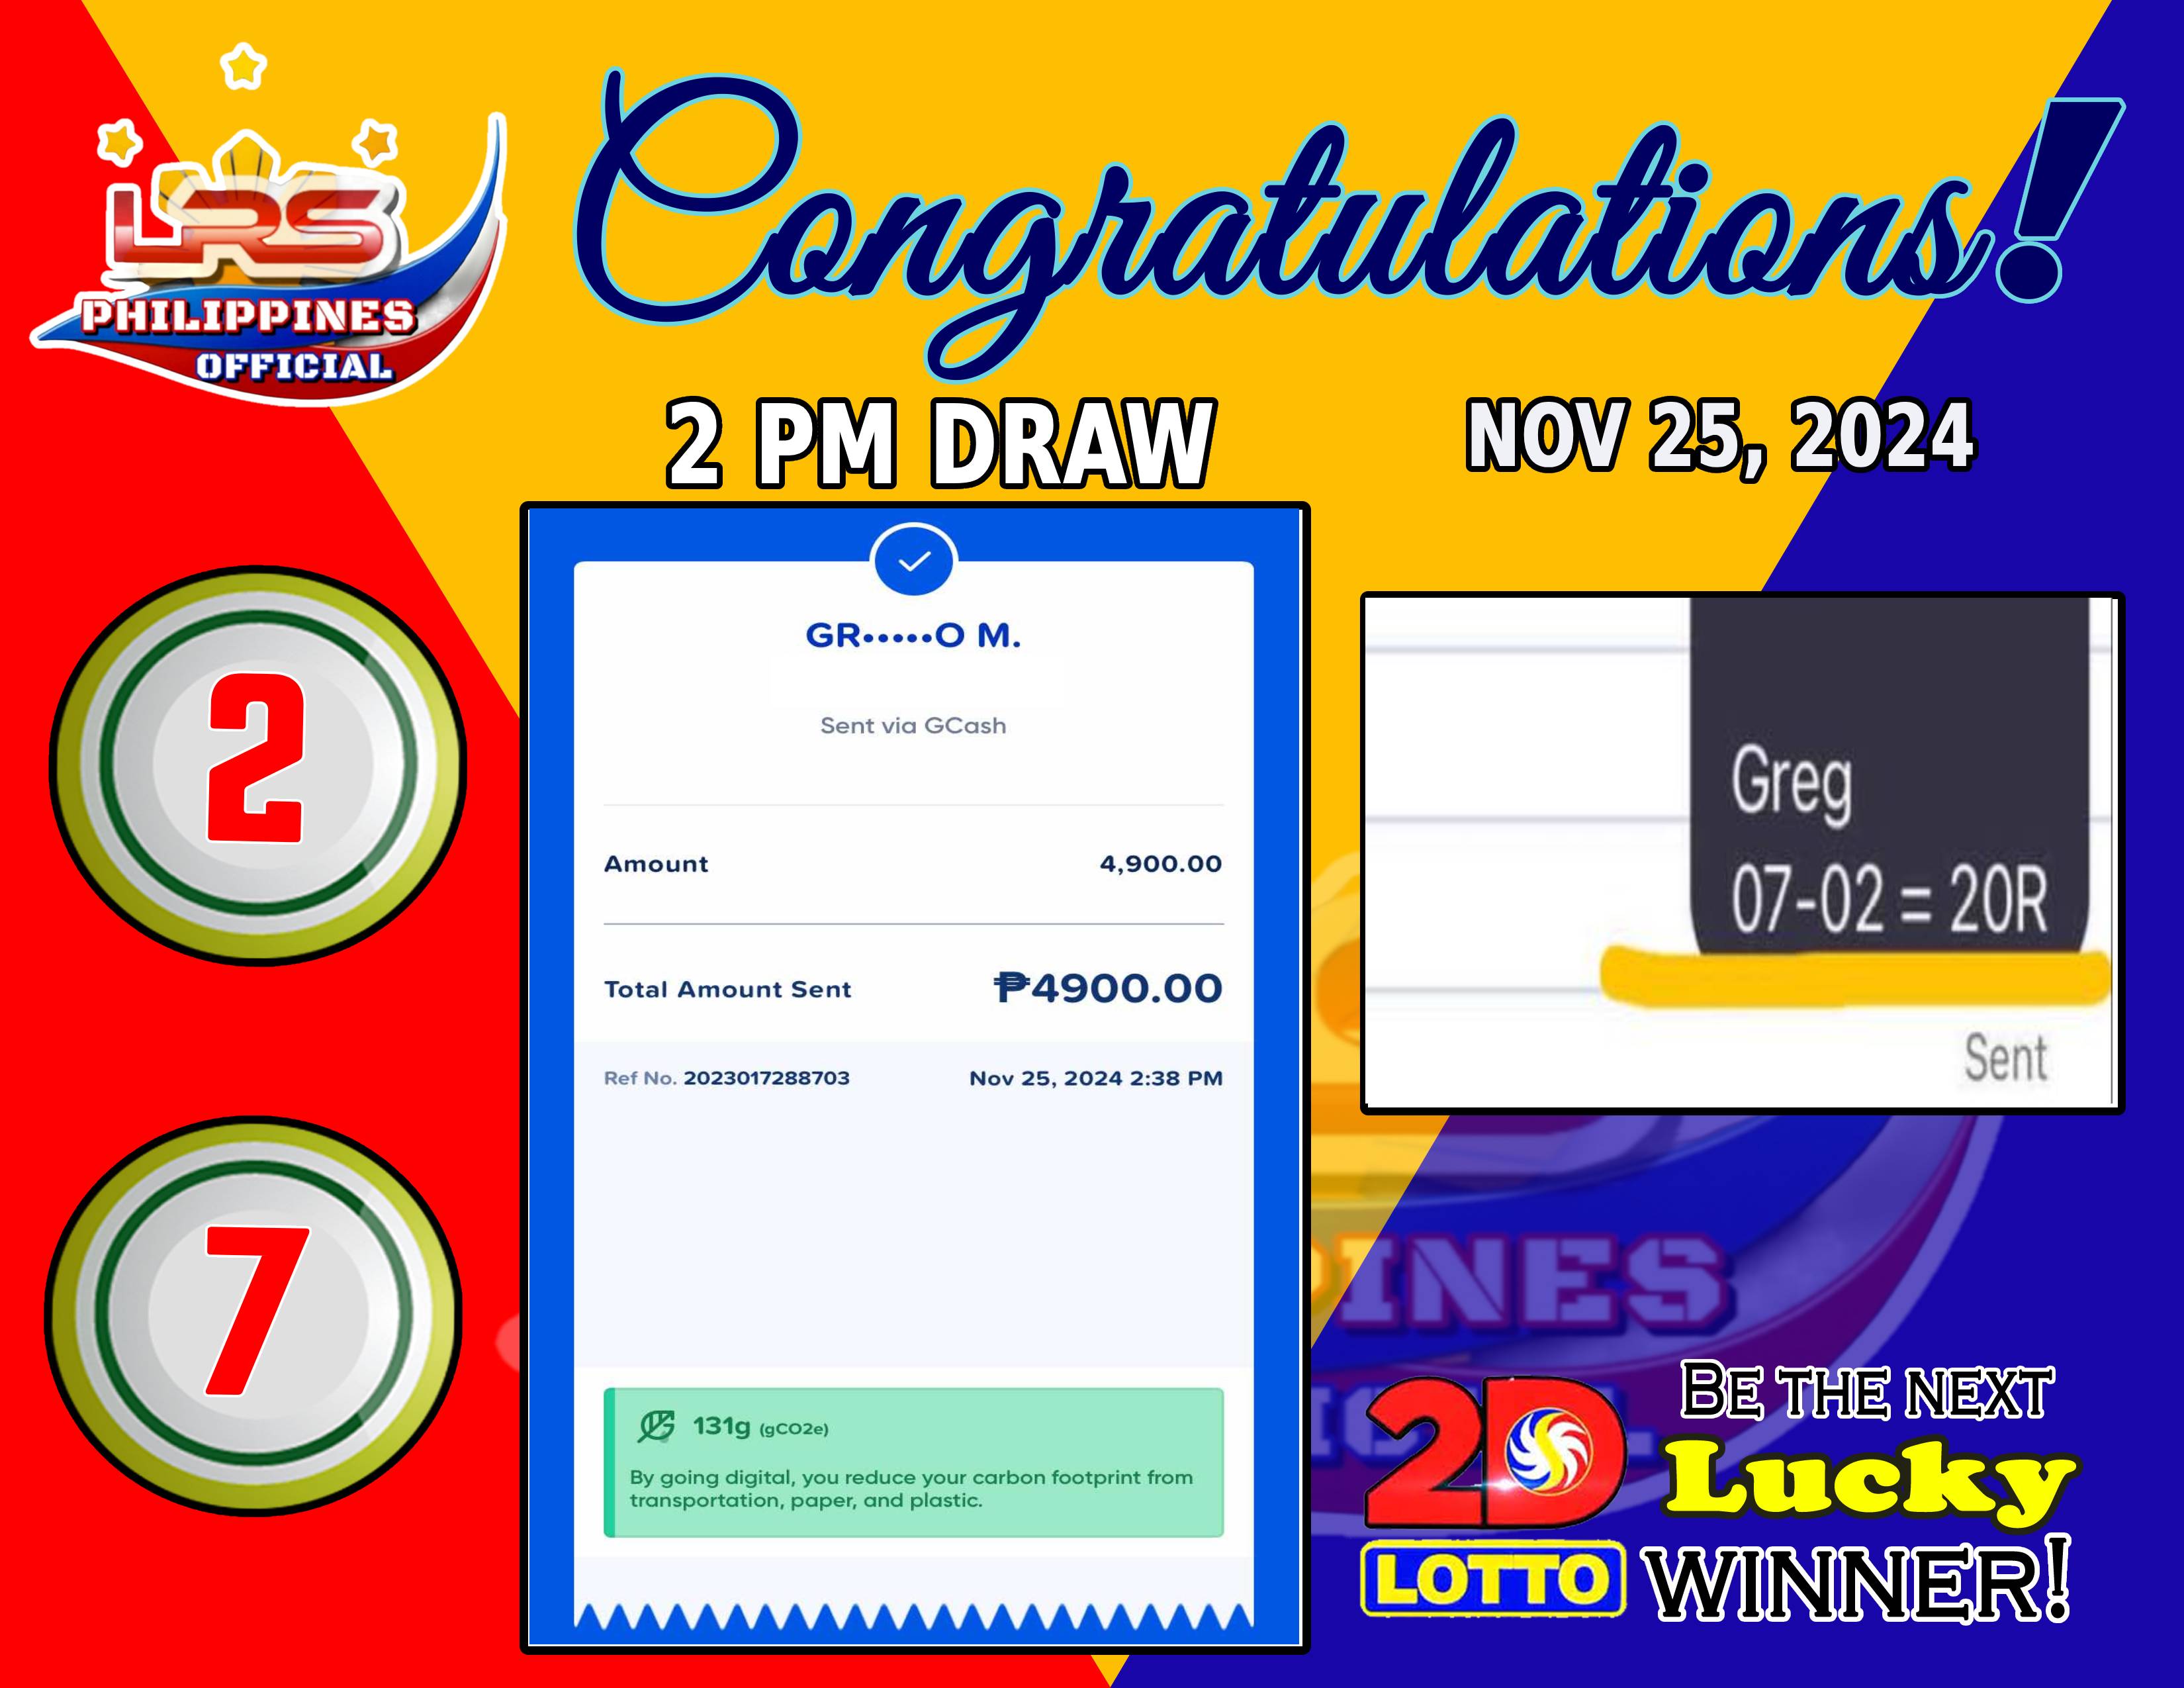 LRS
PHILIPPINES
OFFICIAL
Congratulations!
2 PM DRAW
NOV 25, 2024
2
7
GR•••••O M.
Sent via GCash
Amount 4,900.00
Total Amount Sent ₱4900.00
Ref No. 2023017288703 Nov 25, 2024 2:38 PM
131g (gCO2e)
By going digital, you reduce your carbon footprint from
transportation, paper, and plastic.
Greg
07-02 = 20R
Sent
PINES
2D
LOTTO
BE THE NEXT
Lucky
WINNER!